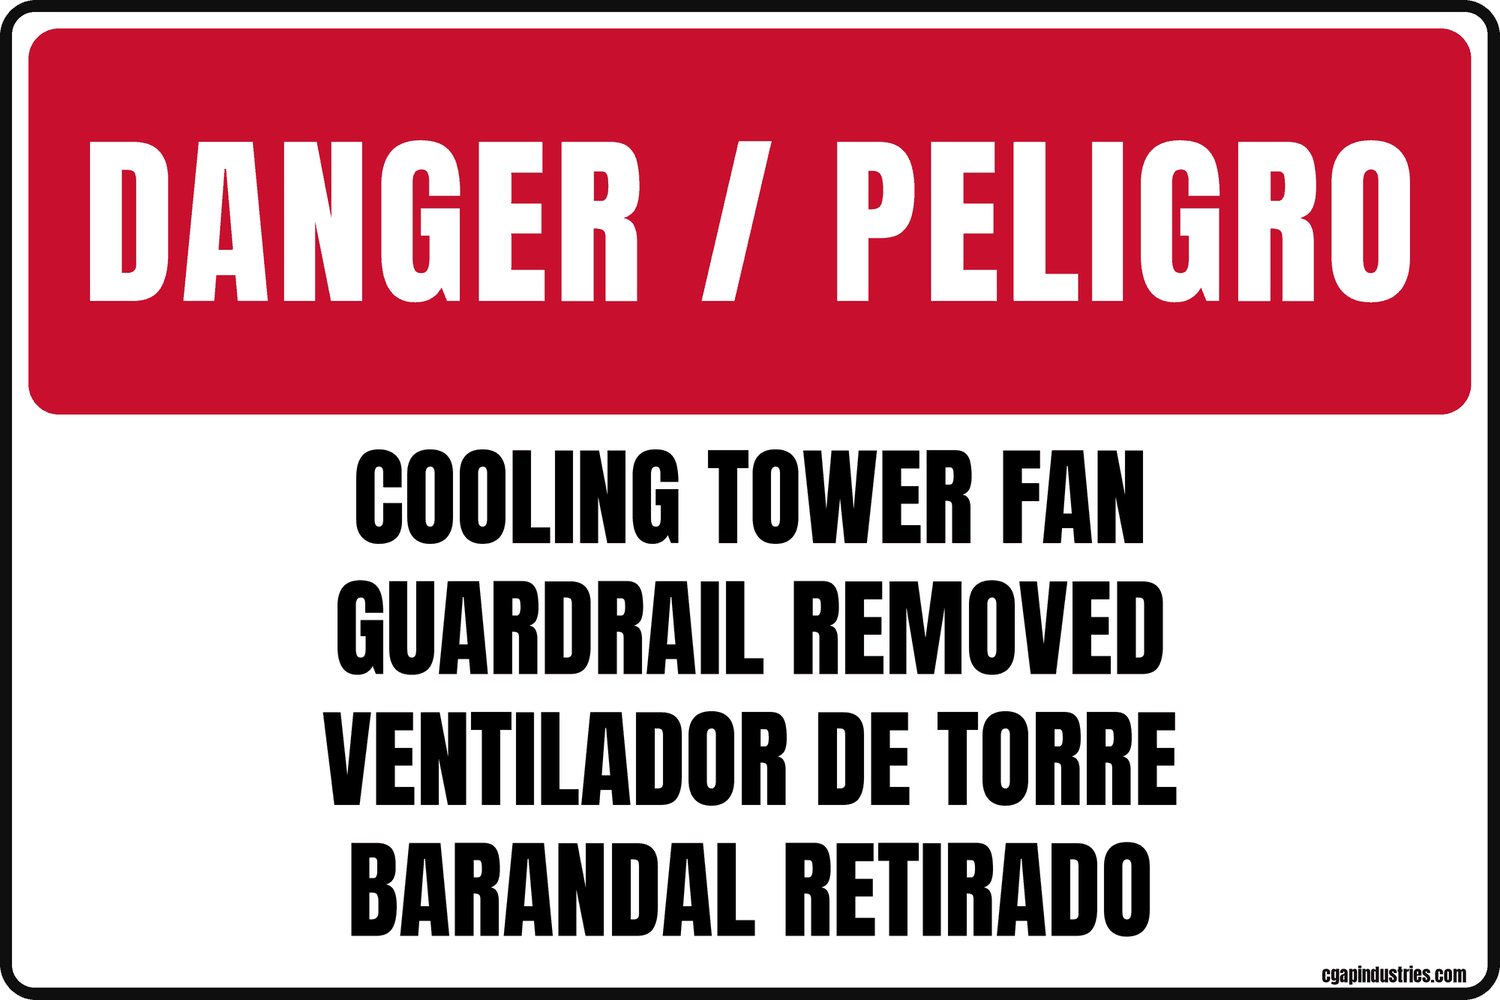 DANGER / PELIGRO
COOLING TOWER FAN
GUARDRAIL REMOVED
VENTILADOR DE TORRE
BARANDAL RETIRADO
cgapindustries.com